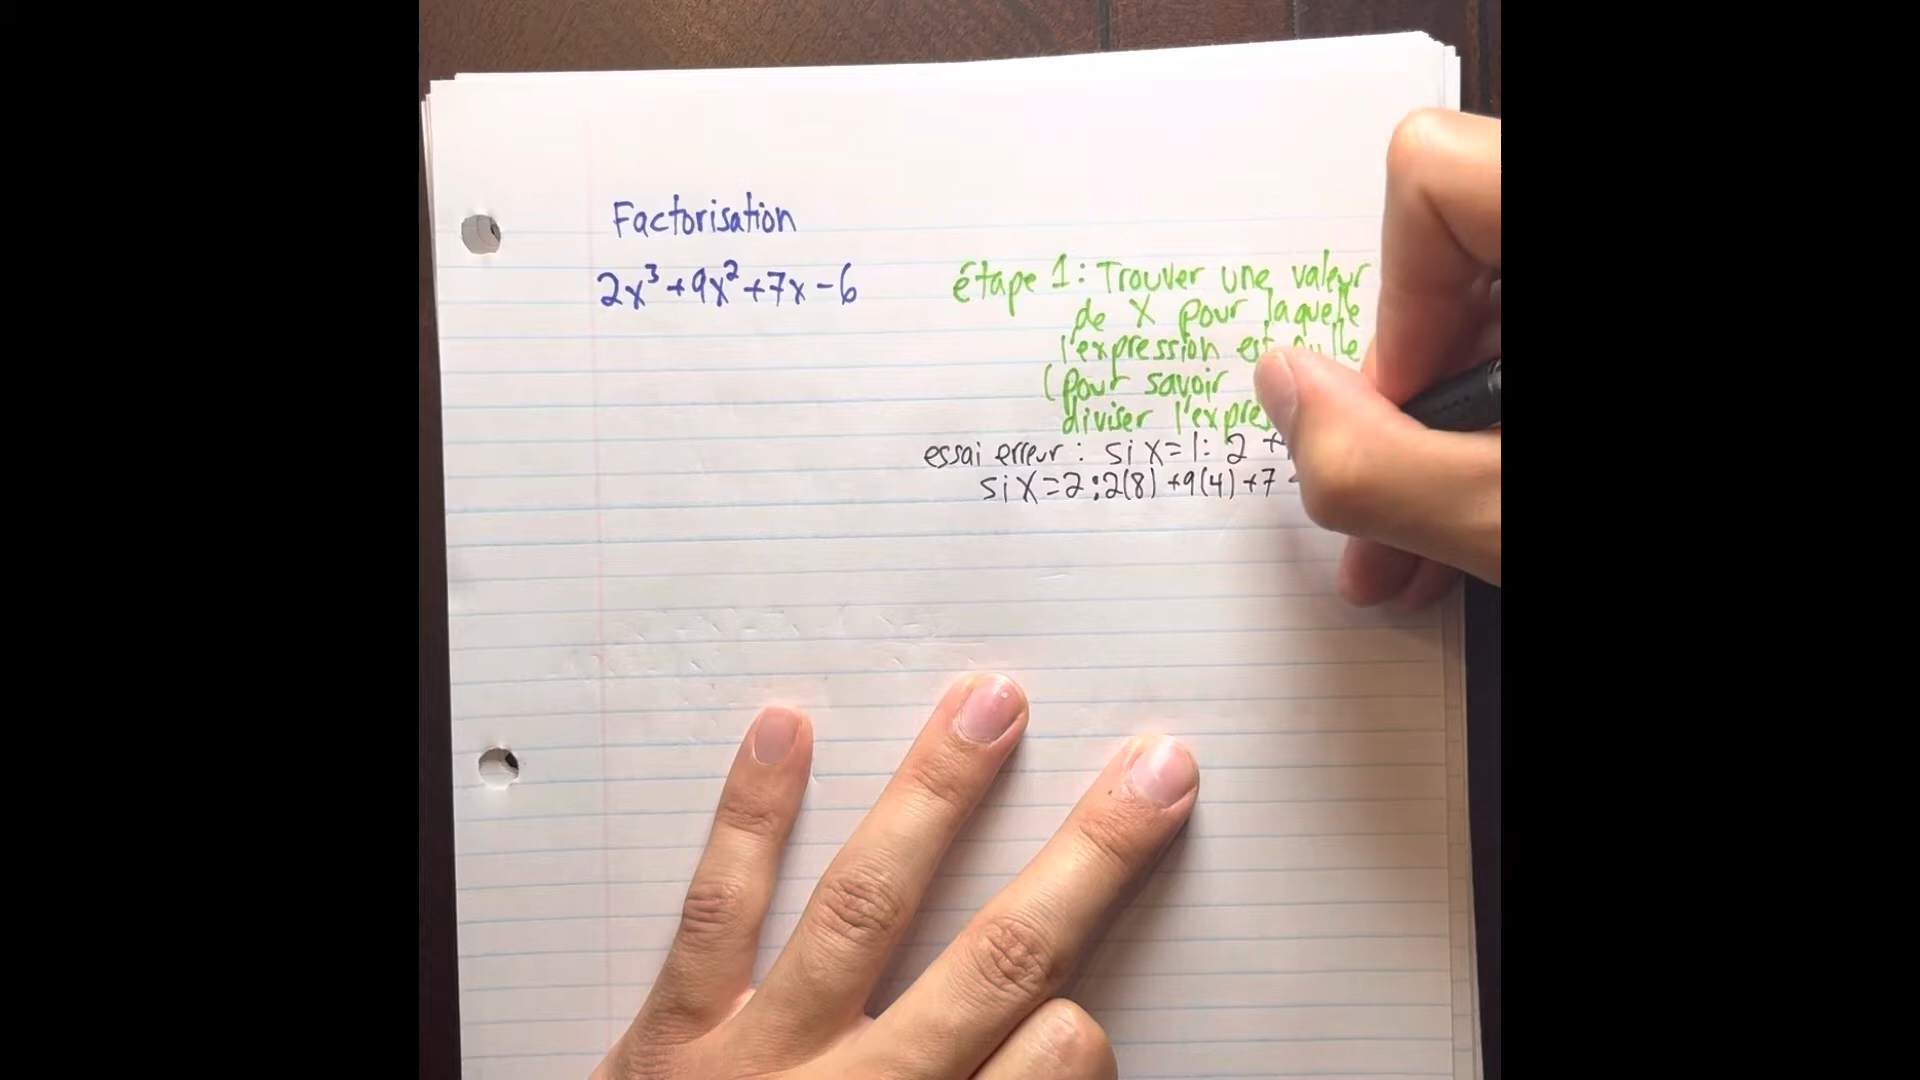 Factorisation
2x³+9x²+7x-6
étape 1: Trouver une valeur
de X pour laquelle
l'expression est
(pour savoir
diviser l'expres
essai erreur : si x=1: 2 +
si X=2:2(8) +9(4) +7